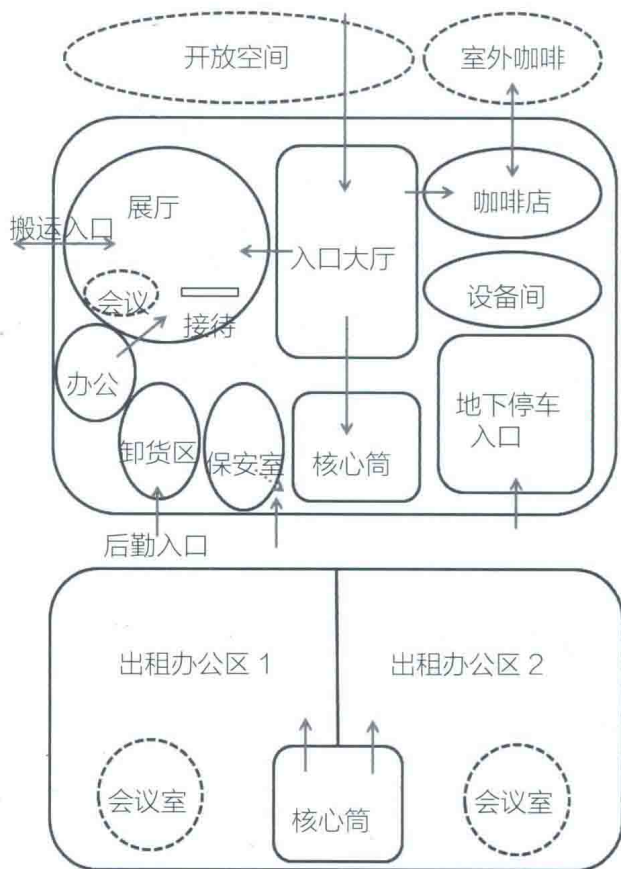 开放空间
室外咖啡
展厅
搬运入口
咖啡店
入口大厅
会议
设备间
接待
办公
地下停车
入口
卸货区
保安室
核心筒
后勤入口
出租办公区 1
出租办公区 2
会议室
核心筒
会议室